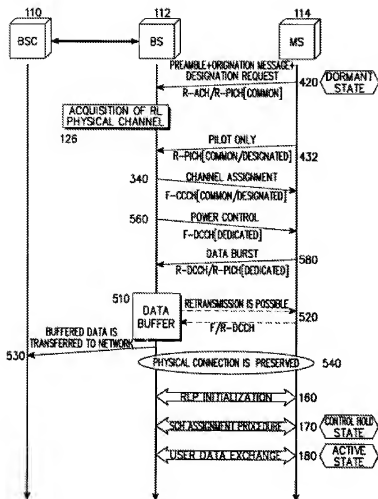 110
112
114
BSC
BS
MS
PREAMBLE+ORIGINATION MESSAGE+
DESIGNATION REQUEST
420
DORMANT
STATE
R-ACH/R-PICH[COMMON]
ACQUISITION OF RL
PHYSICAL CHANNEL
126
PILOT ONLY
432
R-PICH[COMMON/DESIGNATED]
340
CHANNEL ASSIGNMENT
F-CCCH[COMMON/DESIGNATED]
560
POWER CONTROL
F-DCCH[DEDICATED]
DATA BURST
580
R-DCCH/R-PICH[DEDICATED]
510
DATA
BUFFER
RETRANSMISSION IS POSSIBLE
520
F/R-DCCH
BUFFERED DATA IS
TRANSFERRED TO NETWORK
530
PHYSICAL CONNECTION IS PRESERVED
540
RLP INITIALIZATION
160
SCH ASSIGNMENT PROCEDURE
170
CONTROL HOLD
STATE
USER DATA EXCHANGE
180
ACTIVE
STATE